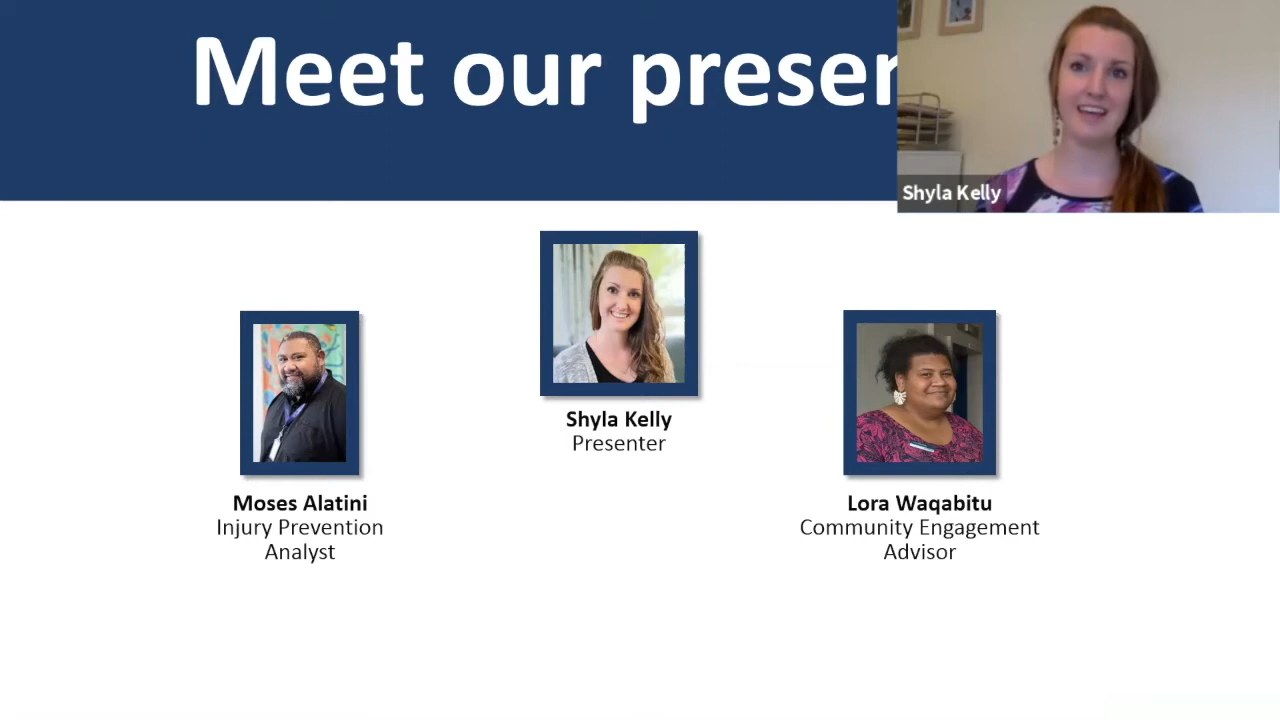 Meet our presen
Shyla Kelly
Shyla Kelly
Presenter
Moses Alatini
Injury Prevention
Analyst
Lora Waqabitu
Community Engagement
Advisor